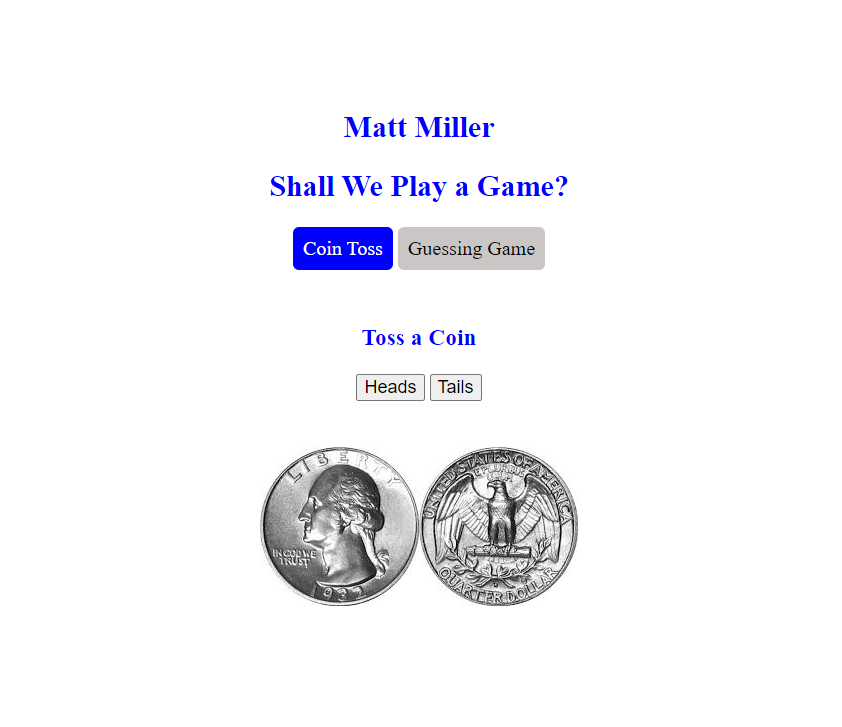 Matt Miller
Shall We Play a Game?
Coin Toss Guessing Game
Toss a Coin
Heads Tails
LIBERTY
IN GOD WE
TRUST
1932
UNITED STATES OF AMERICA
E PLURIBUS
QUARTER DOLLAR